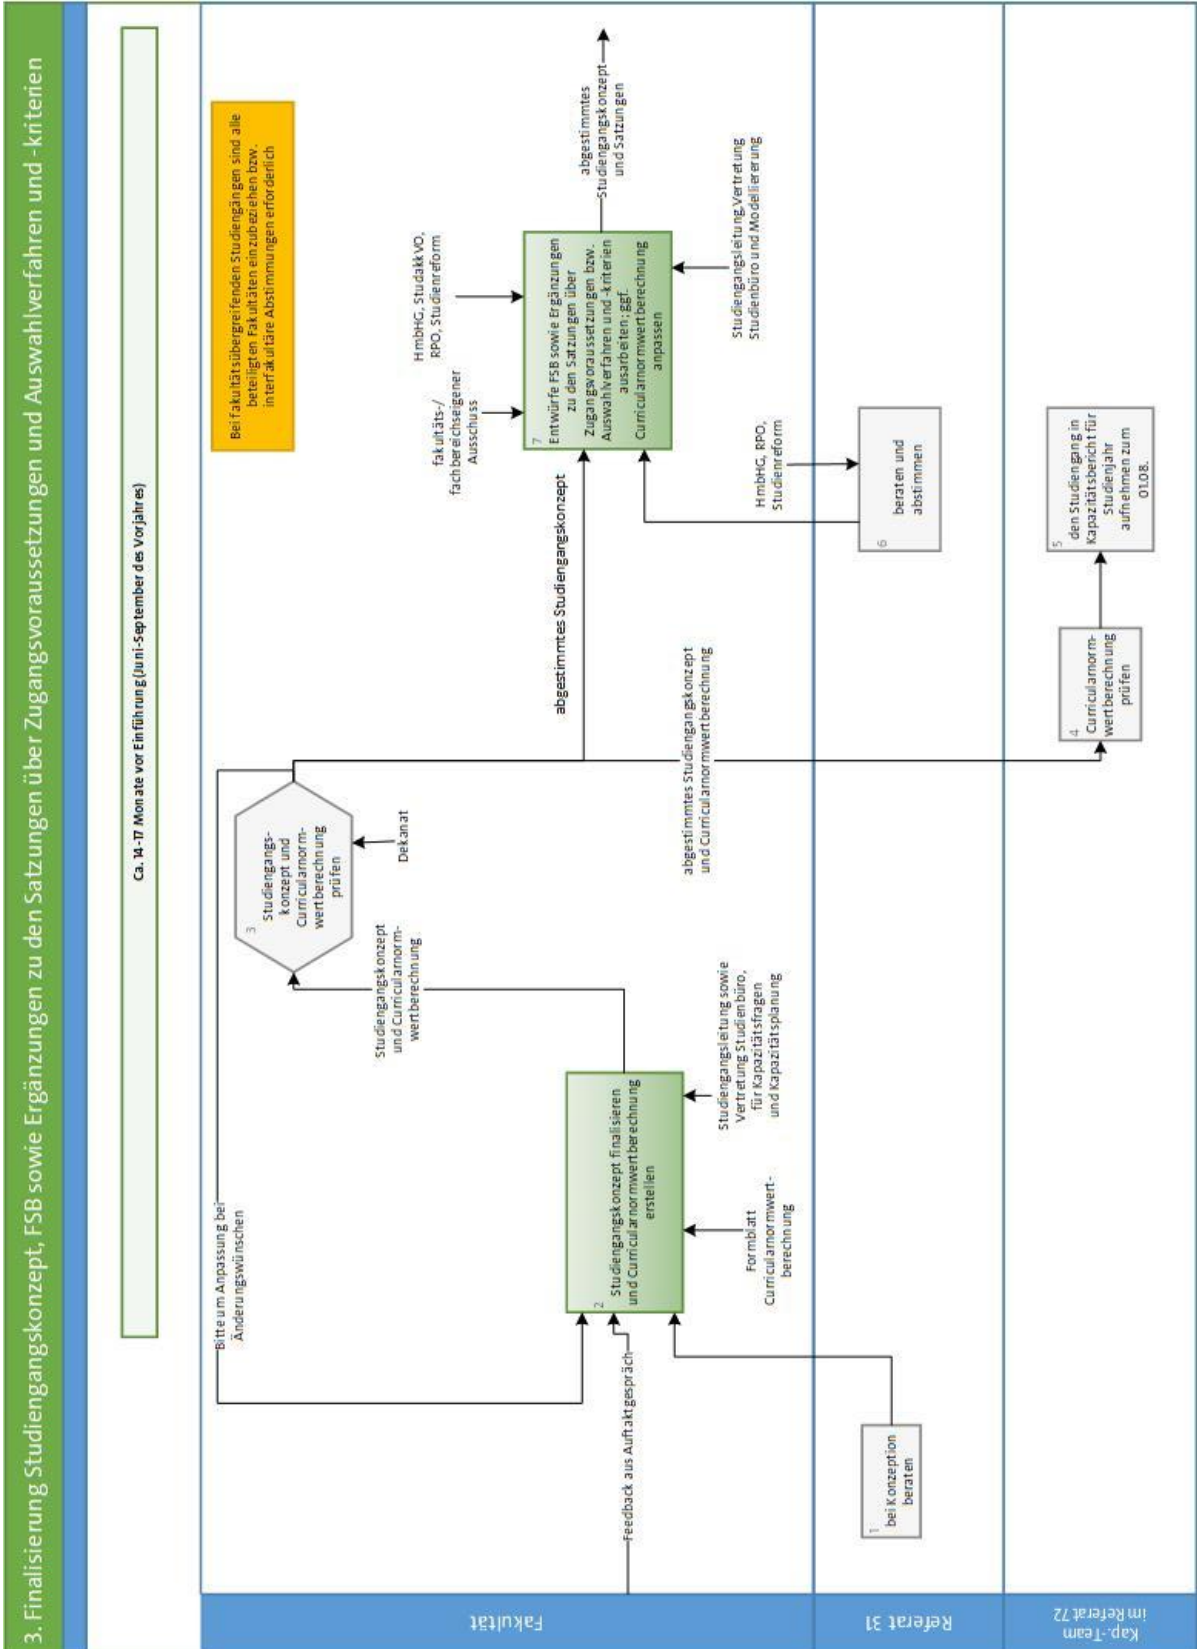 3. Finalisierung Studiengangskonzept, FSB sowie Ergänzungen zu den Satzungen über Zugangsvoraussetzungen und Auswahlverfahren und -kriterien
Ca. 14-17 Monate vor Einführung (Juni-September des Vorjahres)
Fakultät
Bei fakultätsübergreifenden Studiengängen sind alle
beteiligten Fakultäten einzubeziehen bzw.
interfakultäre Abstimmungen erforderlich
Bitte um Anpassung bei
Änderungswünschen
Feedback aus Auftaktgespräch
2
Studiengangskonzept finalisieren
und Curricularnormwertberechnung
erstellen
Formblatt
Curricularnormwert-
berechnung
Studiengangsleitung sowie
Vertretung Studienbüro,
für Kapazitätsfragen
und Kapazitätsplanung
Studiengangskonzept
und Curricularnorm-
wertberechnung
3
Studiengangs-
konzept und
Curricularnorm-
wertberechnung
prüfen
Dekanat
abgestimmtes Studiengangskonzept
abgestimmtes Studiengangskonzept
und Curricularnormwertberechnung
fakultäts-/
fachbereichseigener
Ausschuss
HmbHG, StudakkVO,
RPO, Studienreform
7
Entwürfe FSB sowie Ergänzungen
zu den Satzungen über
Zugangsvoraussetzungen bzw.
Auswahlverfahren und -kriterien
ausarbeiten; ggf.
Curricularnormwertberechnung
anpassen
Studiengangsleitung,Vertretung
Studienbüro und Modellierung
abgestimmtes
Studiengangskonzept
und Satzungen
Referat 31
1
bei Konzeption
beraten
HmbHG, RPO,
Studienreform
6
beraten und
abstimmen
Kap.-Team
im Referat 72
4
Curricularnorm-
wertberechnung
prüfen
5
den Studiengang in
Kapazitätsbericht für
Studienjahr
aufnehmen zum
01.08.